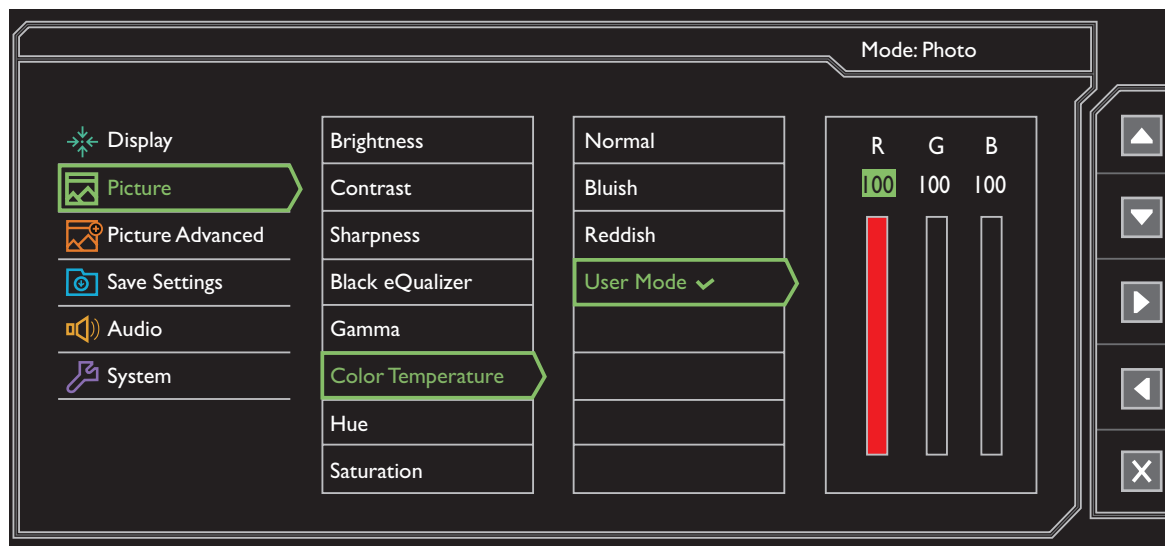 Mode: Photo
Display
Picture
Picture Advanced
Save Settings
Audio
System
Brightness
Contrast
Sharpness
Black eQualizer
Gamma
Color Temperature
Hue
Saturation
Normal
Bluish
Reddish
User Mode
R G B
100 100 100
X